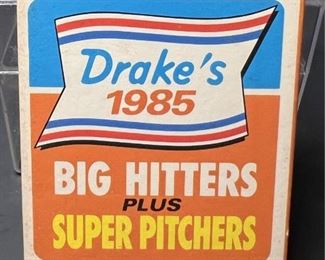 Drake's
1985
BIG HITTERS
PLUS
SUPER PITCHERS